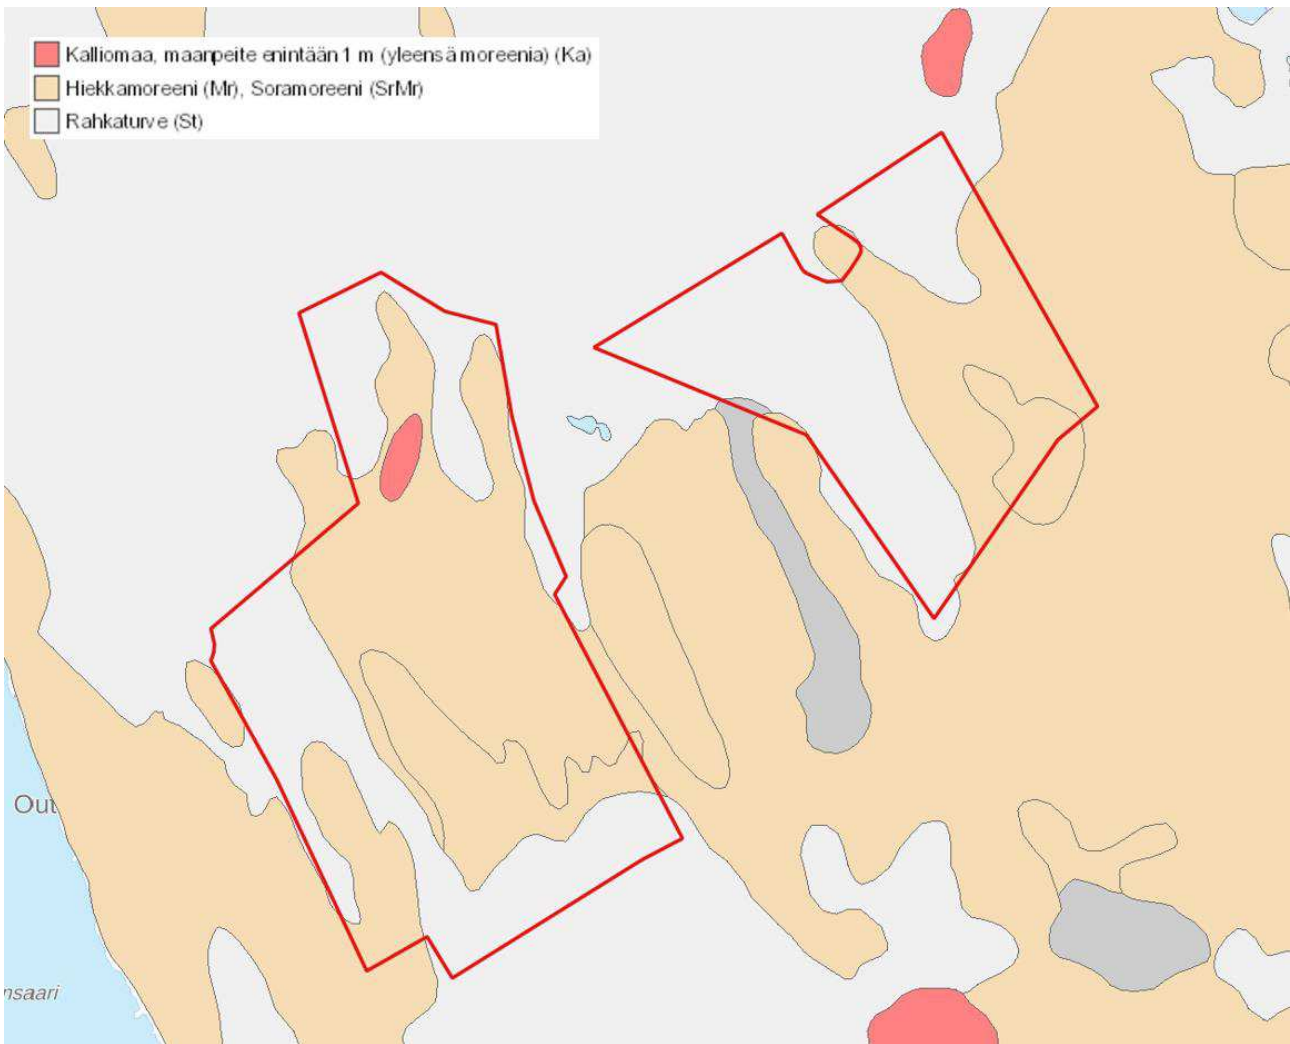 Kalliomaa, maanpeite enintään 1 m (yleensä moreenia) (Ka)
Hiekkamoreeni (Mr), Soramoreeni (SrMr)
Rahkaturve (St)
Out
nsaari